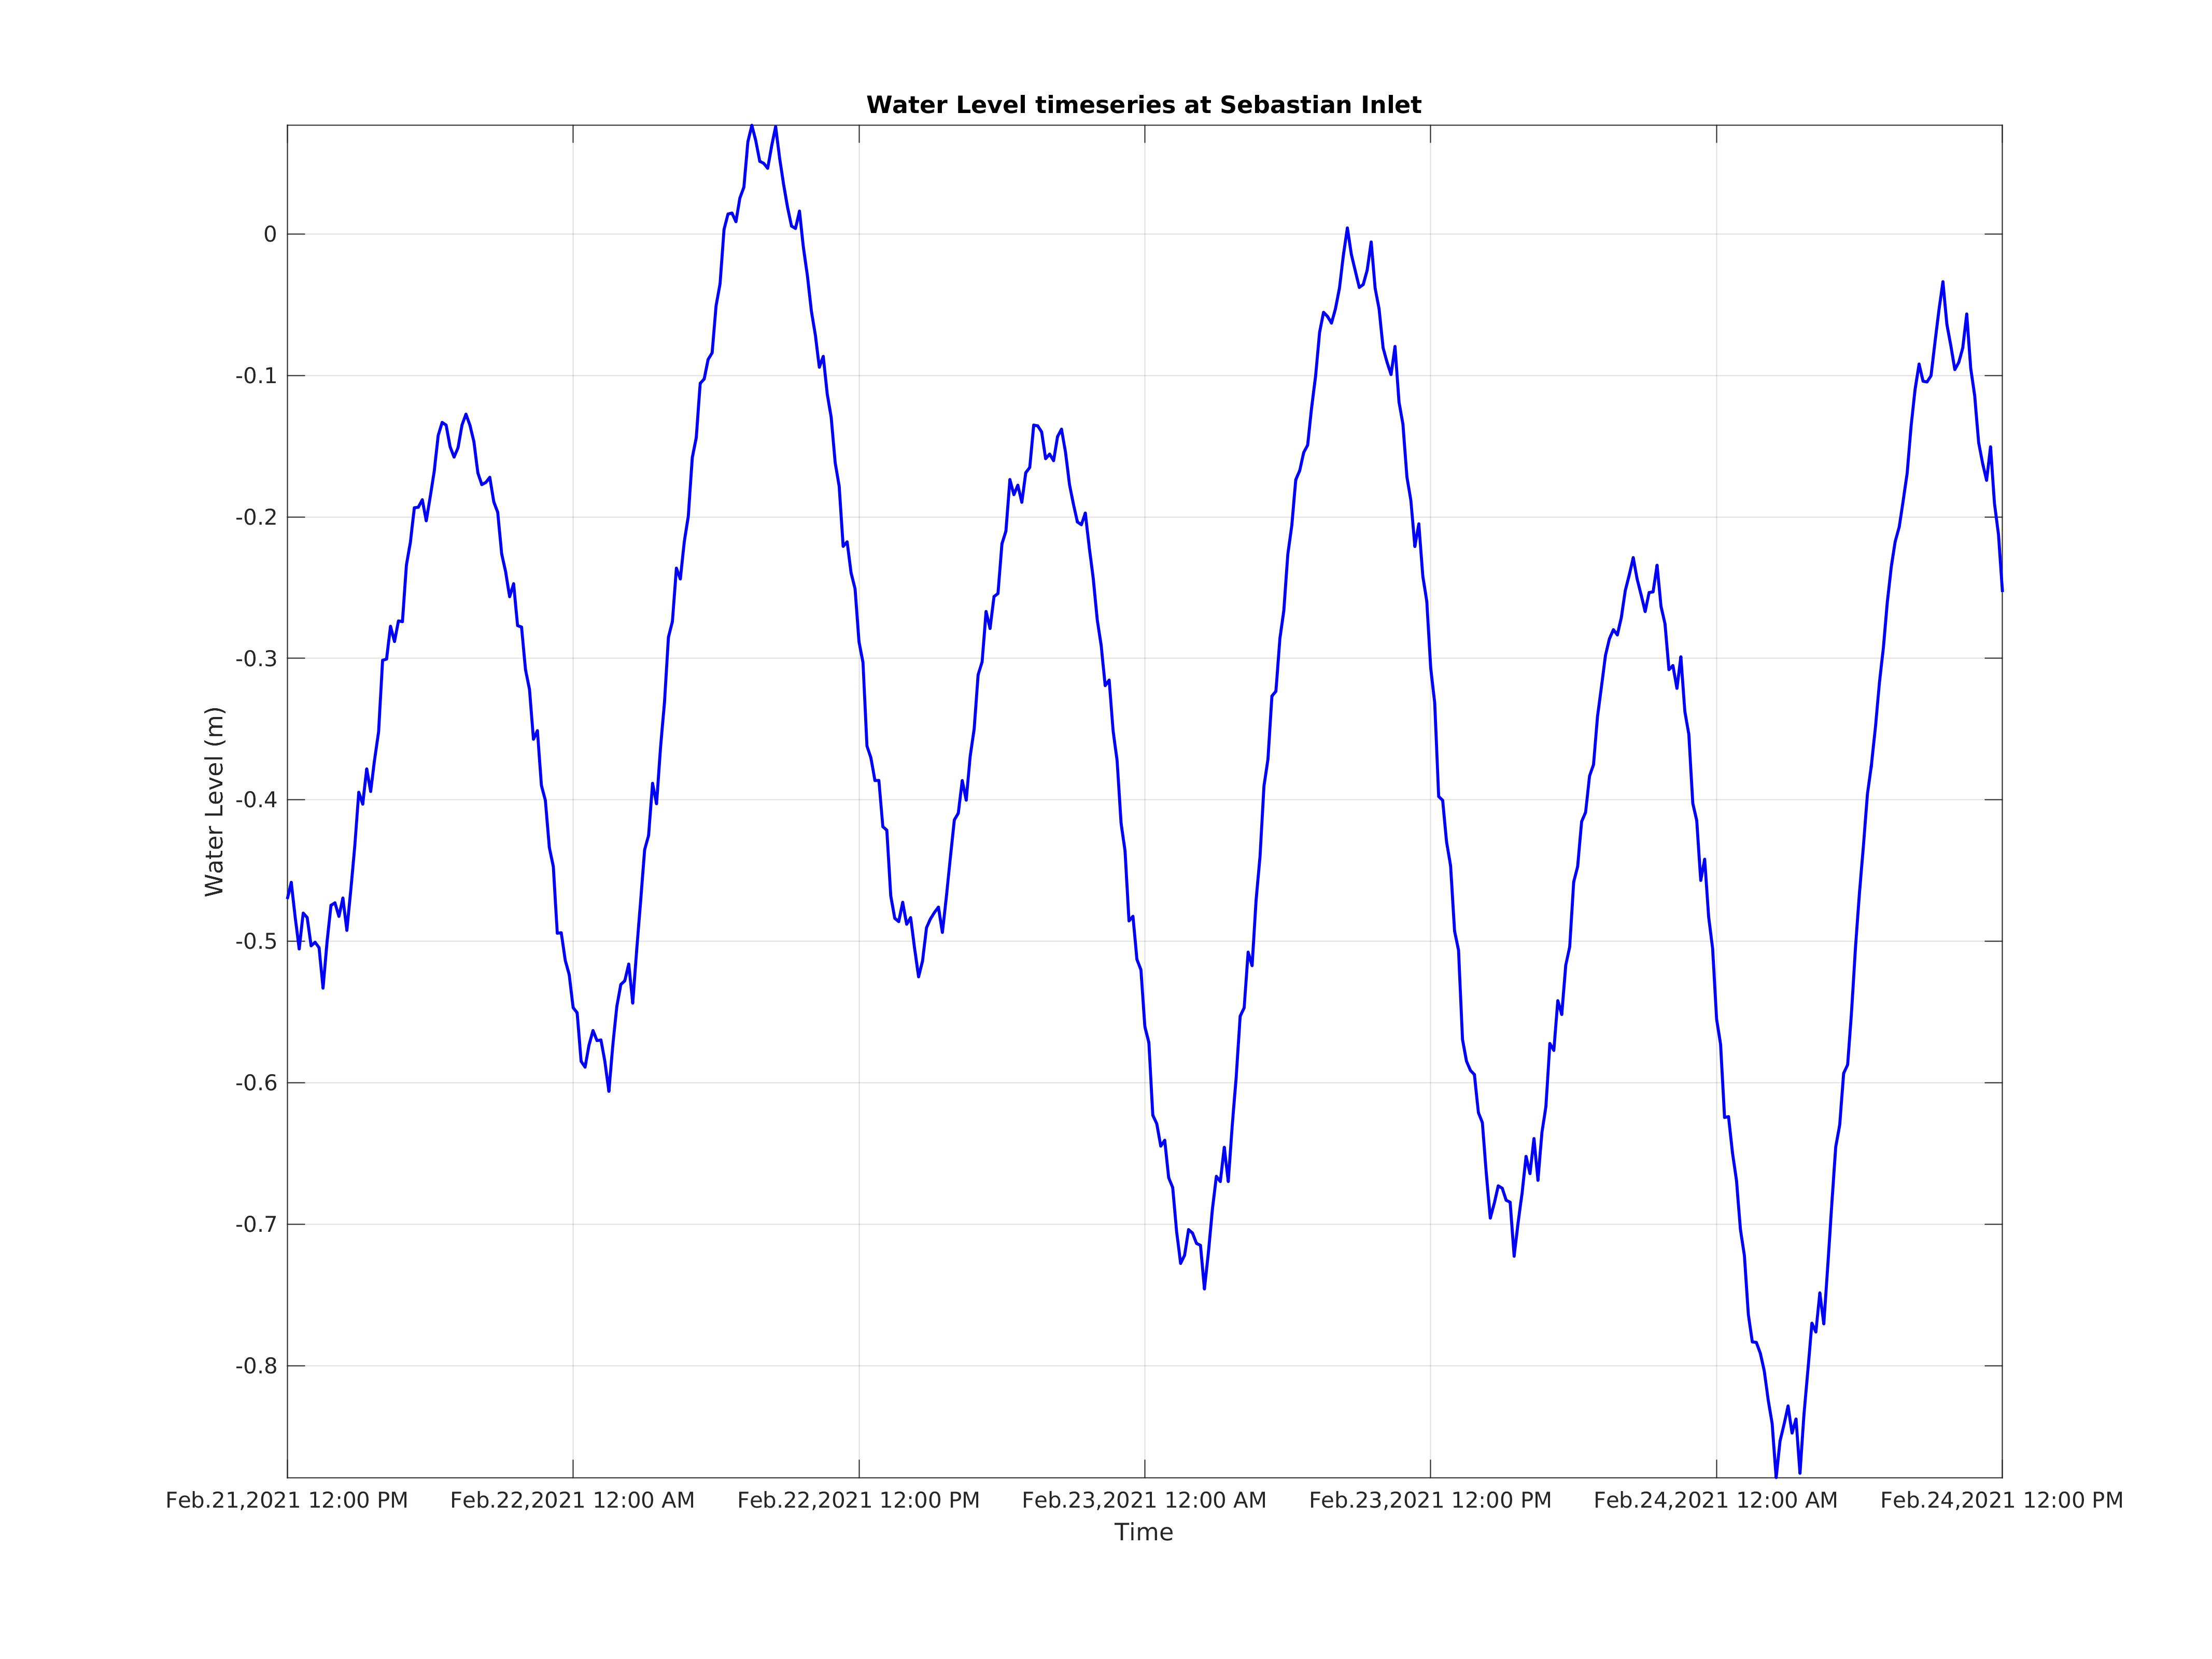 Water Level timeseries at Sebastian Inlet
0
-0.1
-0.2
-0.3
-0.4
-0.5
-0.6
-0.7
-0.8
Water Level (m)
Feb.21,2021 12:00 PM Feb.22,2021 12:00 AM Feb.22,2021 12:00 PM Feb.23,2021 12:00 AM Feb.23,2021 12:00 PM Feb.24,2021 12:00 AM Feb.24,2021 12:00 PM
Time